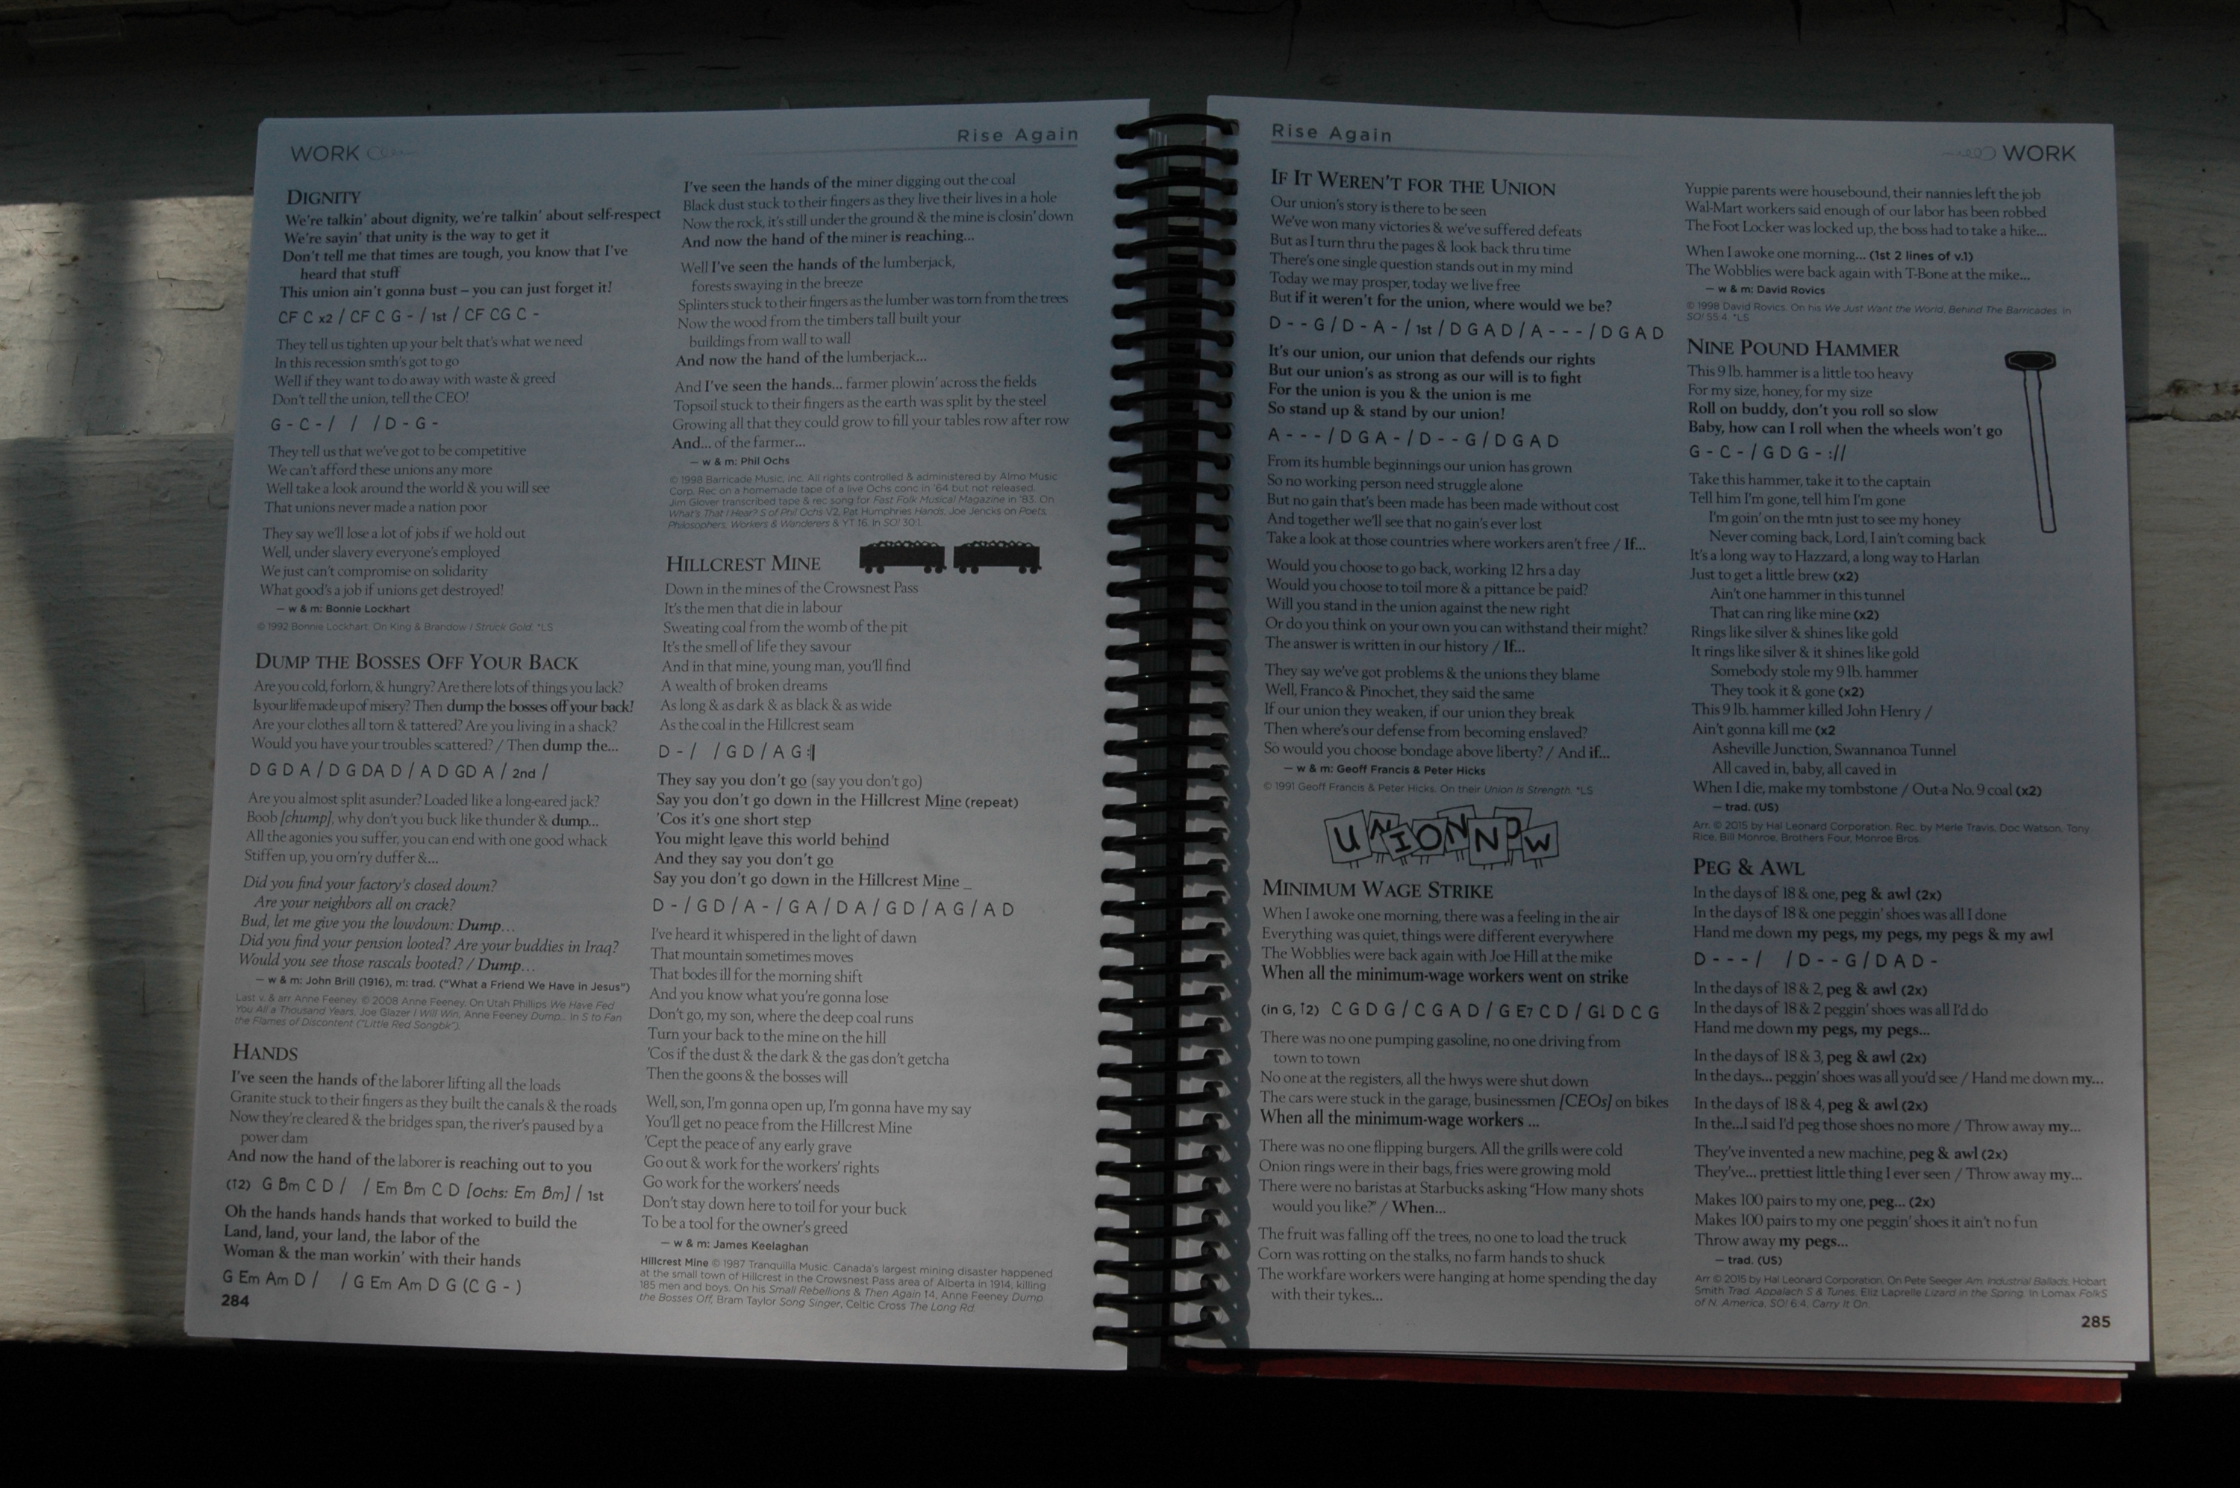 WORK
Rise Again
DIGNITY
We're talkin' about dignity, we're talkin' about self-respect
We're sayin' that unity is the way to get it
Don't tell me that times are tough, you know that I've
heard that stuff
This union ain't gonna bust – you can just forget it!
CF C x2 / CF C G - / 1st / CF CG C -
They tell us tighten up your belt that's what we need
In this recession smth's got to go
Well if they want to do away with waste & greed
Don't tell the union, tell the CEO!
G - C - / / / D - G -
They tell us that we've got to be competitive
We can't afford these unions any more
Well take a look around the world & you will see
That unions never made a nation poor
They say we'll lose a lot of jobs if we hold out
Well, under slavery everyone's employed
We just can't compromise on solidarity
What good's a job if unions get destroyed!
– w & m: Bonnie Lockhart
© 1992 Bonnie Lockhart. On King & Brandow / Struck Gold. *LS
DUMP THE BOSSES OFF YOUR BACK
Are you cold, forlorn, & hungry? Are there lots of things you lack?
Is your life made up of misery? Then dump the bosses off your back!
Are your clothes all torn & tattered? Are you living in a shack?
Would you have your troubles scattered? / Then dump the...
D G D A / D G DA D / A D GD A / 2nd /
Are you almost split asunder? Loaded like a long-eared jack?
Boob [chump], why don't you buck like thunder & dump...
All the agonies you suffer, you can end with one good whack
Stiffen up, you orn'ry duffer &...
Did you find your factory's closed down?
Are your neighbors all on crack?
Bud, let me give you the lowdown: Dump...
Did you find your pension looted? Are your buddies in Iraq?
Would you see those rascals booted? / Dump...
– w & m: John Brill (1916), m: trad. ("What a Friend We Have in Jesus")
Last v. & arr Anne Feeney. © 2008 Anne Feeney. On Utah Phillips We Have Fed
You All a Thousand Years, Joe Glazer I Will Win, Anne Feeney Dump... In S to Fan
the Flames of Discontent ("Little Red Songbk").
HANDS
I've seen the hands of the laborer lifting all the loads
Granite stuck to their fingers as they built the canals & the roads
Now they're cleared & the bridges span, the river's paused by a
power dam
And now the hand of the laborer is reaching out to you
(↑2) G Bm C D / / Em Bm C D [Ochs: Em Bm] / 1st
Oh the hands hands hands that worked to build the
Land, land, your land, the labor of the
Woman & the man workin' with their hands
G Em Am D / / G Em Am D G (C G - )
284
I've seen the hands of the miner digging out the coal
Black dust stuck to their fingers as they live their lives in a hole
Now the rock, it's still under the ground & the mine is closin' down
And now the hand of the miner is reaching...
Well I've seen the hands of the lumberjack,
forests swaying in the breeze
Splinters stuck to their fingers as the lumber was torn from the trees
Now the wood from the timbers tall built your
buildings from wall to wall
And now the hand of the lumberjack...
And I've seen the hands... farmer plowin' across the fields
Topsoil stuck to their fingers as the earth was split by the steel
Growing all that they could grow to fill your tables row after row
And... of the farmer...
– w & m: Phil Ochs
© 1998 Barricade Music, Inc. All rights controlled & administered by Almo Music
Corp. Rec on a homemade tape of a live Ochs conc in '64 but not released.
Jim Glover transcribed tape & rec song for Fast Folk Musical Magazine in '83. On
What's That I Hear? S of Phil Ochs V2, Pat Humphries Hands, Joe Jencks on Poets,
Philosophers, Workers & Wanderers & YT 16. In SO! 30:1.
HILLCREST MINE
Down in the mines of the Crowsnest Pass
It's the men that die in labour
Sweating coal from the womb of the pit
It's the smell of life they savour
And in that mine, young man, you'll find
A wealth of broken dreams
As long & as dark & as black & as wide
As the coal in the Hillcrest seam
D - / / G D / A G :||
They say you don't go (say you don't go)
Say you don't go down in the Hillcrest Mine (repeat)
'Cos it's one short step
You might leave this world behind
And they say you don't go
Say you don't go down in the Hillcrest Mine _
D - / G D / A - / G A / D A / G D / A G / A D
I've heard it whispered in the light of dawn
That mountain sometimes moves
That bodes ill for the morning shift
And you know what you're gonna lose
Don't go, my son, where the deep coal runs
Turn your back to the mine on the hill
'Cos if the dust & the dark & the gas don't getcha
Then the goons & the bosses will
Well, son, I'm gonna open up, I'm gonna have my say
You'll get no peace from the Hillcrest Mine
'Cept the peace of any early grave
Go out & work for the workers' rights
Go work for the workers' needs
Don't stay down here to toil for your buck
To be a tool for the owner's greed
– w & m: James Keelaghan
Hillcrest Mine © 1987 Tranquilla Music. Canada's largest mining disaster happened
at the small town of Hillcrest in the Crowsnest Pass area of Alberta in 1914, killing
185 men and boys. On his Small Rebellions & Then Again 14, Anne Feeney Dump
the Bosses Off, Bram Taylor Song Singer, Celtic Cross The Long Rd.
Rise Again
WORK
IF IT WEREN'T FOR THE UNION
Our union's story is there to be seen
We've won many victories & we've suffered defeats
But as I turn thru the pages & look back thru time
There's one single question stands out in my mind
Today we may prosper, today we live free
But if it weren't for the union, where would we be?
D - - G / D - A - / 1st / D G A D / A - - - / D G A D
It's our union, our union that defends our rights
But our union's as strong as our will is to fight
For the union is you & the union is me
So stand up & stand by our union!
A - - - / D G A - / D - - G / D G A D
From its humble beginnings our union has grown
So no working person need struggle alone
But no gain that's been made has been made without cost
And together we'll see that no gain's ever lost
Take a look at those countries where workers aren't free / If...
Would you choose to go back, working 12 hrs a day
Would you choose to toil more & a pittance be paid?
Will you stand in the union against the new right
Or do you think on your own you can withstand their might?
The answer is written in our history / If...
They say we've got problems & the unions they blame
Well, Franco & Pinochet, they said the same
If our union they weaken, if our union they break
Then where's our defense from becoming enslaved?
So would you choose bondage above liberty? / And if...
– w & m: Geoff Francis & Peter Hicks
© 1991 Geoff Francis & Peter Hicks. On their Union Is Strength. *LS
UNION NOW
MINIMUM WAGE STRIKE
When I awoke one morning, there was a feeling in the air
Everything was quiet, things were different everywhere
The Wobblies were back again with Joe Hill at the mike
When all the minimum-wage workers went on strike
(in G, ↑2) C G D G / C G A D / G E7 C D / G↓ D C G
There was no one pumping gasoline, no one driving from
town to town
No one at the registers, all the hwys were shut down
The cars were stuck in the garage, businessmen [CEOs] on bikes
When all the minimum-wage workers ...
There was no one flipping burgers. All the grills were cold
Onion rings were in their bags, fries were growing mold
There were no baristas at Starbucks asking "How many shots
would you like?" / When...
The fruit was falling off the trees, no one to load the truck
Corn was rotting on the stalks, no farm hands to shuck
The workfare workers were hanging at home spending the day
with their tykes...
Yuppie parents were housebound, their nannies left the job
Wal-Mart workers said enough of our labor has been robbed
The Foot Locker was locked up, the boss had to take a hike...
When I awoke one morning... (1st 2 lines of v.1)
The Wobblies were back again with T-Bone at the mike...
– w & m: David Rovics
© 1998 David Rovics. On his We Just Want the World, Behind The Barricades. In
SO! 55:4. *LS
NINE POUND HAMMER
This 9 lb. hammer is a little too heavy
For my size, honey, for my size
Roll on buddy, don't you roll so slow
Baby, how can I roll when the wheels won't go
G - C - / G D G - ://
Take this hammer, take it to the captain
Tell him I'm gone, tell him I'm gone
I'm goin' on the mtn just to see my honey
Never coming back, Lord, I ain't coming back
It's a long way to Hazzard, a long way to Harlan
Just to get a little brew (x2)
Ain't one hammer in this tunnel
That can ring like mine (x2)
Rings like silver & shines like gold
It rings like silver & it shines like gold
Somebody stole my 9 lb. hammer
They took it & gone (x2)
This 9 lb. hammer killed John Henry /
Ain't gonna kill me (x2
Asheville Junction, Swannanoa Tunnel
All caved in, baby, all caved in
When I die, make my tombstone / Out-a No. 9 coal (x2)
– trad. (US)
Arr. © 2015 by Hal Leonard Corporation. Rec. by Merle Travis, Doc Watson, Tony
Rice, Bill Monroe, Brothers Four, Monroe Bros.
PEG & AWL
In the days of 18 & one, peg & awl (2x)
In the days of 18 & one peggin' shoes was all I done
Hand me down my pegs, my pegs, my pegs & my awl
D - - - / / D - - G / D A D -
In the days of 18 & 2, peg & awl (2x)
In the days of 18 & 2 peggin' shoes was all I'd do
Hand me down my pegs, my pegs...
In the days of 18 & 3, peg & awl (2x)
In the days... peggin' shoes was all you'd see / Hand me down my...
In the days of 18 & 4, peg & awl (2x)
In the...I said I'd peg those shoes no more / Throw away my...
They've invented a new machine, peg & awl (2x)
They've... prettiest little thing I ever seen / Throw away my...
Makes 100 pairs to my one, peg... (2x)
Makes 100 pairs to my one peggin' shoes it ain't no fun
Throw away my pegs...
– trad. (US)
Arr © 2015 by Hal Leonard Corporation. On Pete Seeger Am. Industrial Ballads, Hobart
Smith Trad. Appalach S & Tunes, Eliz Laprelle Lizard in the Spring. In Lomax FolkS
of N. America, SO! 6:4, Carry It On.
285